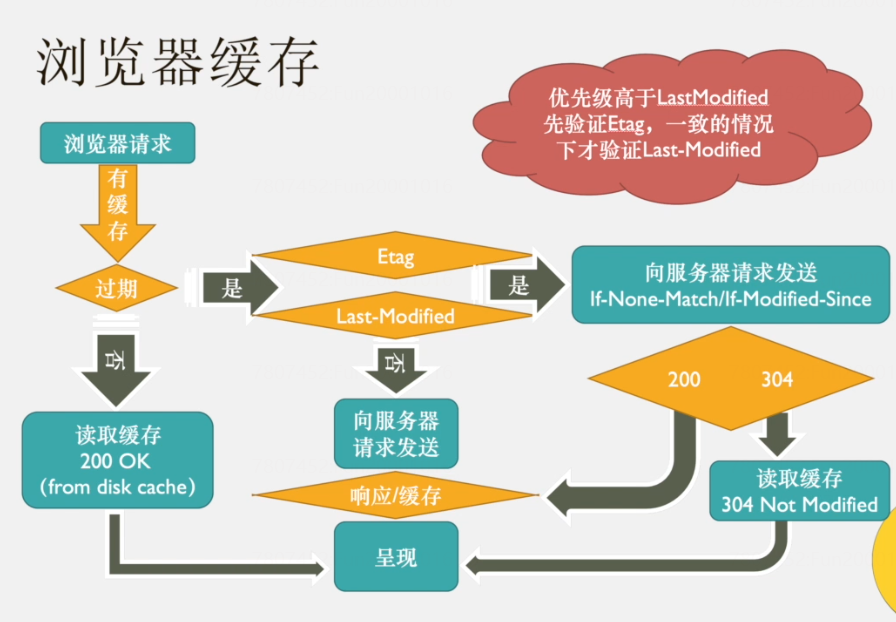 浏览器缓存
优先级高于LastModified
先验证Etag，一致的情况
下才验证Last-Modified
浏览器请求
有
缓
存
过期
是
Etag
Last-Modified
是
向服务器请求发送
If-None-Match/If-Modified-Since
否
否
200
304
读取缓存
200 OK
（from disk cache）
向服务器
请求发送
响应/缓存
读取缓存
304 Not Modified
呈现